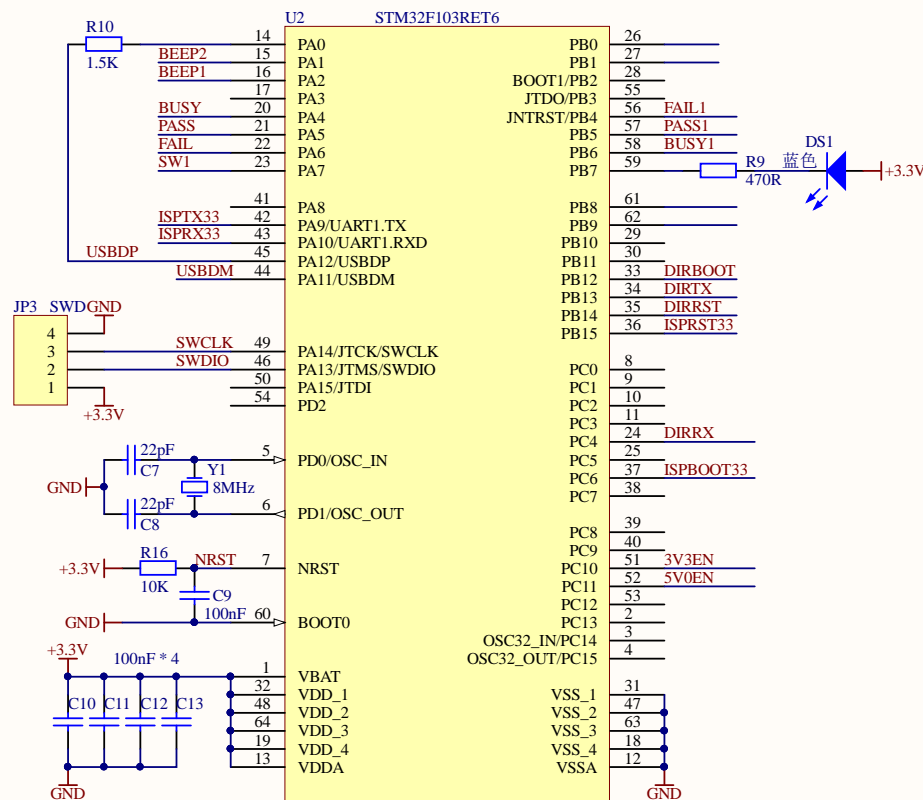 U2
STM32F103RET6
R10
1.5K
14 PA0
BEEP2 15 PA1
BEEP1 16 PA2
17 PA3
BUSY 20 PA4
PASS 21 PA5
FAIL 22 PA6
SW1 23 PA7
41 PA8
ISPTX33 42 PA9/UART1.TX
ISPRX33 43 PA10/UART1.RXD
USBDP 45 PA12/USBDP
USBDM 44 PA11/USBDM
JP3 SWD GND
4
3
2
1
+3.3V
SWCLK 49 PA14/JTCK/SWCLK
SWDIO 46 PA13/JTMS/SWDIO
50 PA15/JTDI
54 PD2
22pF
C7
GND
22pF
C8
Y1
8MHz
5 PD0/OSC_IN
6 PD1/OSC_OUT
R16
+3.3V
10K
NRST 7 NRST
C9
100nF
GND
60 BOOT0
+3.3V
100nF * 4
C10 C11 C12 C13
GND
1 VBAT
32 VDD_1
48 VDD_2
64 VDD_3
19 VDD_4
13 VDDA
PB0 26
PB1 27
BOOT1/PB2 28
JTDO/PB3 55
JNTRST/PB4 56 FAIL1
PB5 57 PASS1
PB6 58 BUSY1
PB7 59
R9
470R
蓝色
DS1
+3.3V
PB8 61
PB9 62
PB10 29
PB11 30
PB12 33 DIRBOOT
PB13 34 DIRTX
PB14 35 DIRRST
PB15 36 ISPRST33
PC0 8
PC1 9
PC2 10
PC3 11
PC4 24 DIRRX
PC5 25
PC6 37 ISPBOOT33
PC7 38
PC8 39
PC9 40
PC10 51 3V3EN
PC11 52 5V0EN
PC12 53
PC13 2
OSC32_IN/PC14 3
OSC32_OUT/PC15 4
VSS_1 31
VSS_2 47
VSS_3 63
VSS_4 18
VSSA 12
GND